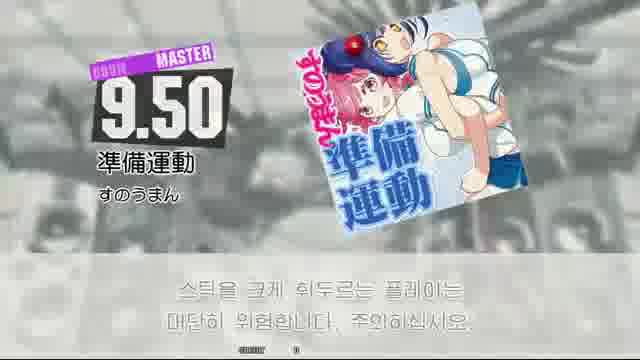 MASTER
9.50
準備運動
すのうまん
すのうまん
準備
運動
스틱을 크게 휘두르는 플레이는
대단히 위험합니다. 주의하십시오.